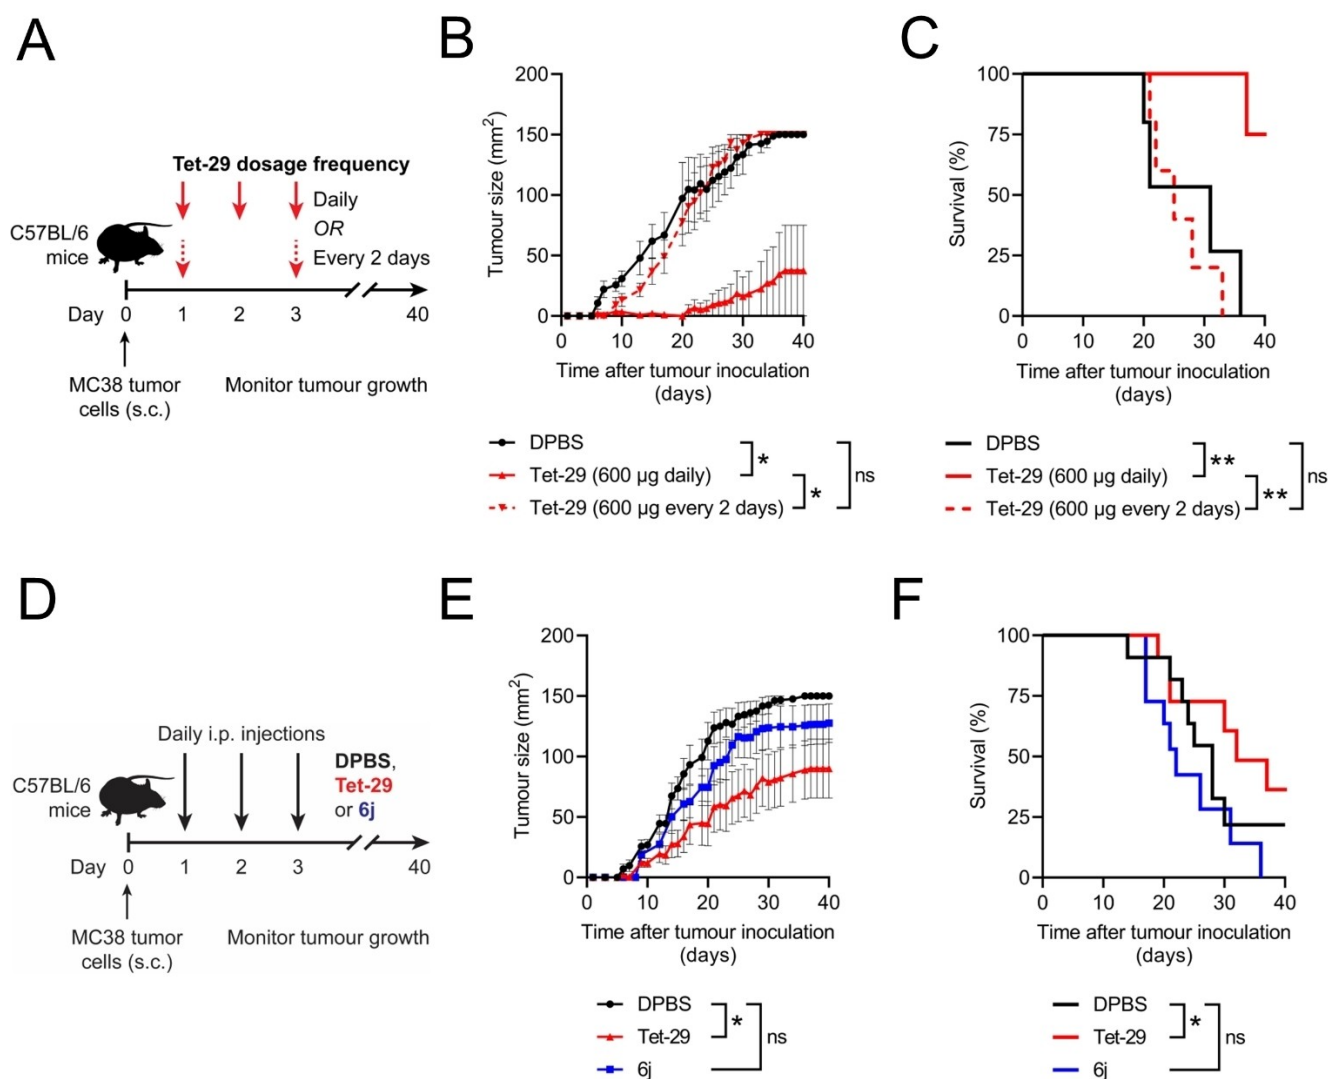 A
Tet-29 dosage frequency
Daily
OR
Every 2 days
C57BL/6
mice
Day 0 1 2 3 40
MC38 tumor
cells (s.c.)
Monitor tumour growth
B
Tumour size (mm²)
200
150
100
50
0
0 10 20 30 40
Time after tumour inoculation
(days)
DPBS
Tet-29 (600 µg daily)
Tet-29 (600 µg every 2 days)
*
*
ns
C
Survival (%)
100
75
50
25
0
0 10 20 30 40
Time after tumour inoculation
(days)
DPBS
Tet-29 (600 µg daily)
Tet-29 (600 µg every 2 days)
**
**
ns
D
Daily i.p. injections
DPBS,
Tet-29
or 6j
C57BL/6
mice
Day 0 1 2 3 40
MC38 tumor
cells (s.c.)
Monitor tumour growth
E
Tumour size (mm²)
200
150
100
50
0
0 10 20 30 40
Time after tumour inoculation
(days)
DPBS
Tet-29
6j
*
ns
F
Survival (%)
100
75
50
25
0
0 10 20 30 40
Time after tumour inoculation
(days)
DPBS
Tet-29
6j
*
ns